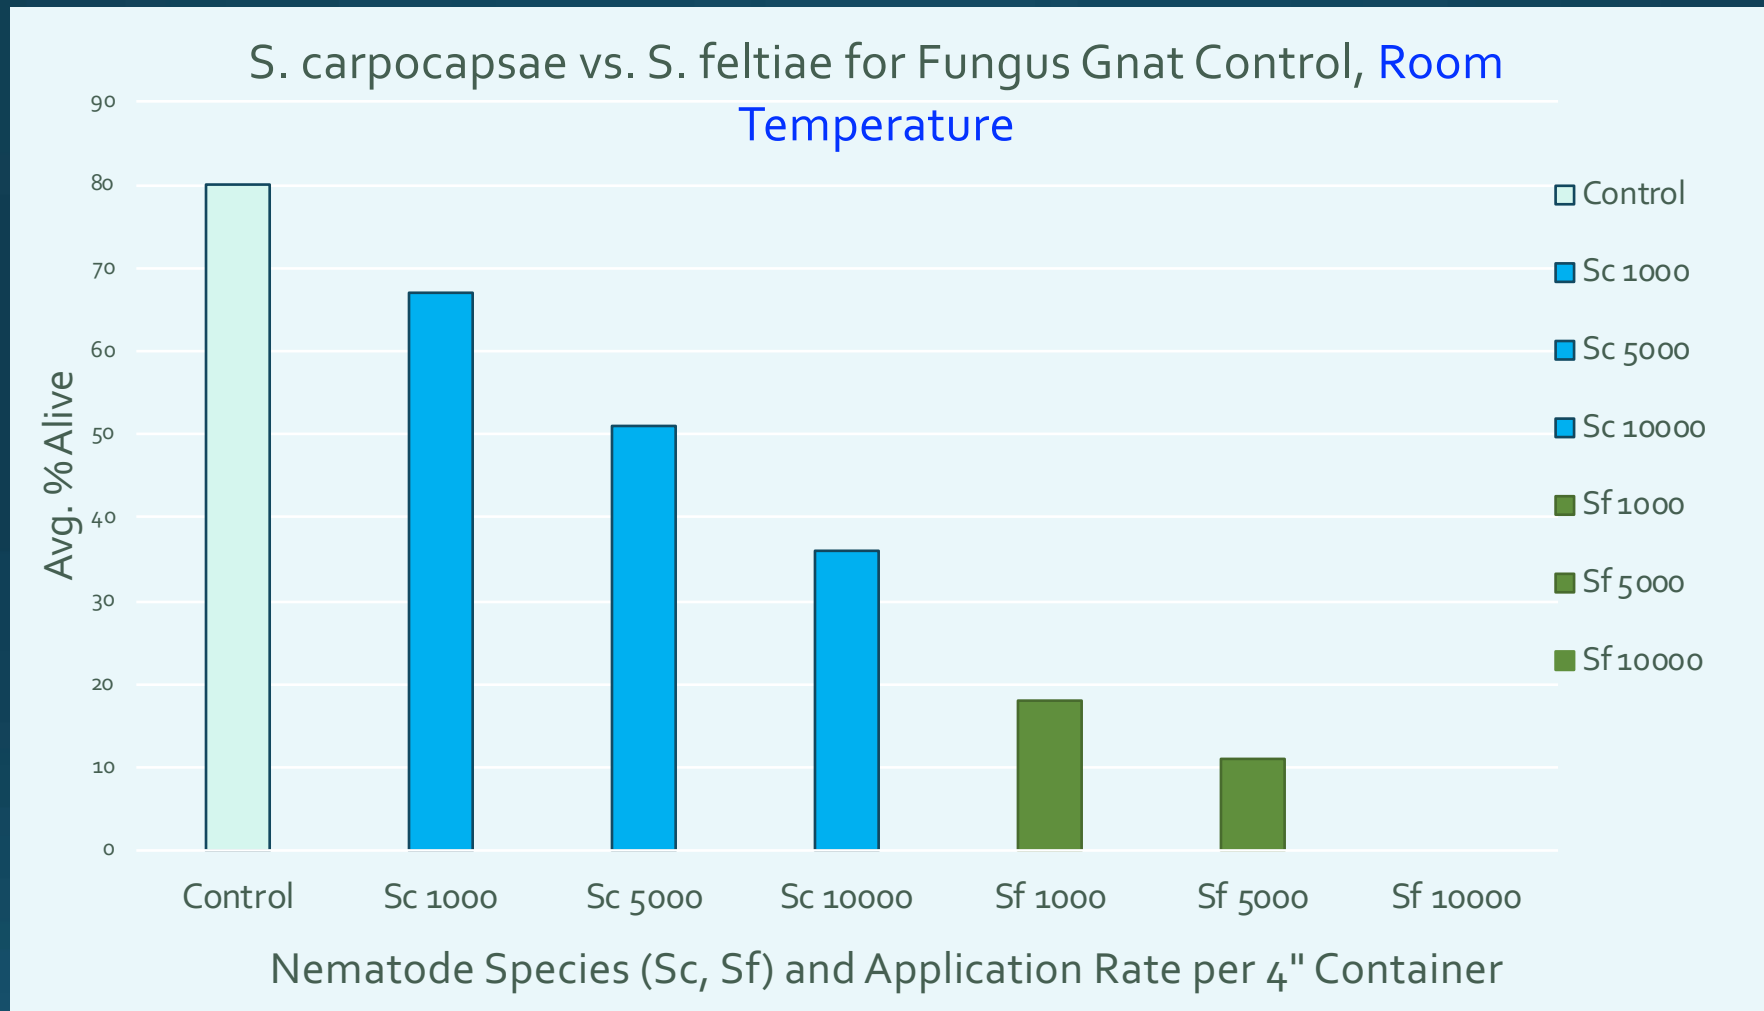 S. carpocapsae vs. S. feltiae for Fungus Gnat Control, Room
Temperature
90
80
70
60
50
40
30
20
10
0
Avg. % Alive
Control
Sc 1000
Sc 5000
Sc 10000
Sf 1000
Sf 5000
Sf 10000
Nematode Species (Sc, Sf) and Application Rate per 4" Container
Control
Sc 1000
Sc 5000
Sc 10000
Sf 1000
Sf 5000
Sf 10000